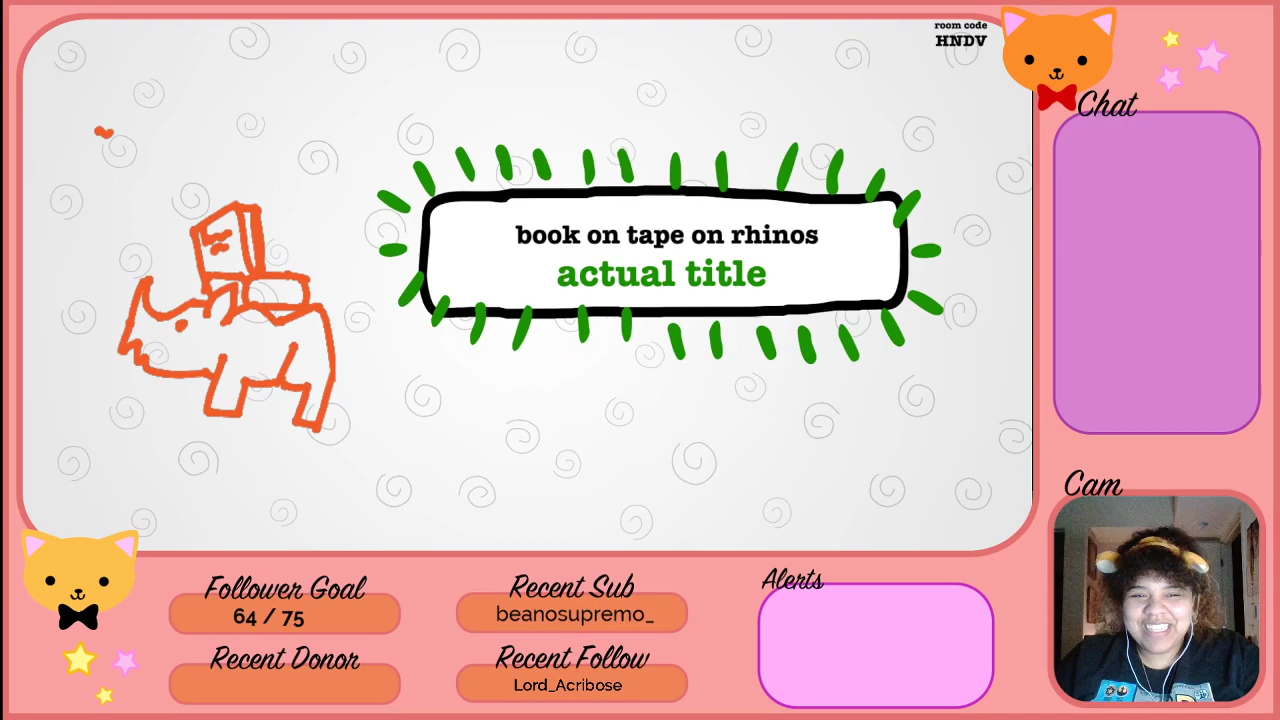 room code
HNDV
Chat
book on tape on rhinos
actual title
Cam
Follower Goal
64 / 75
Recent Sub
beanosupremo_
Alerts
Recent Donor
Recent Follow
Lord_Acribose